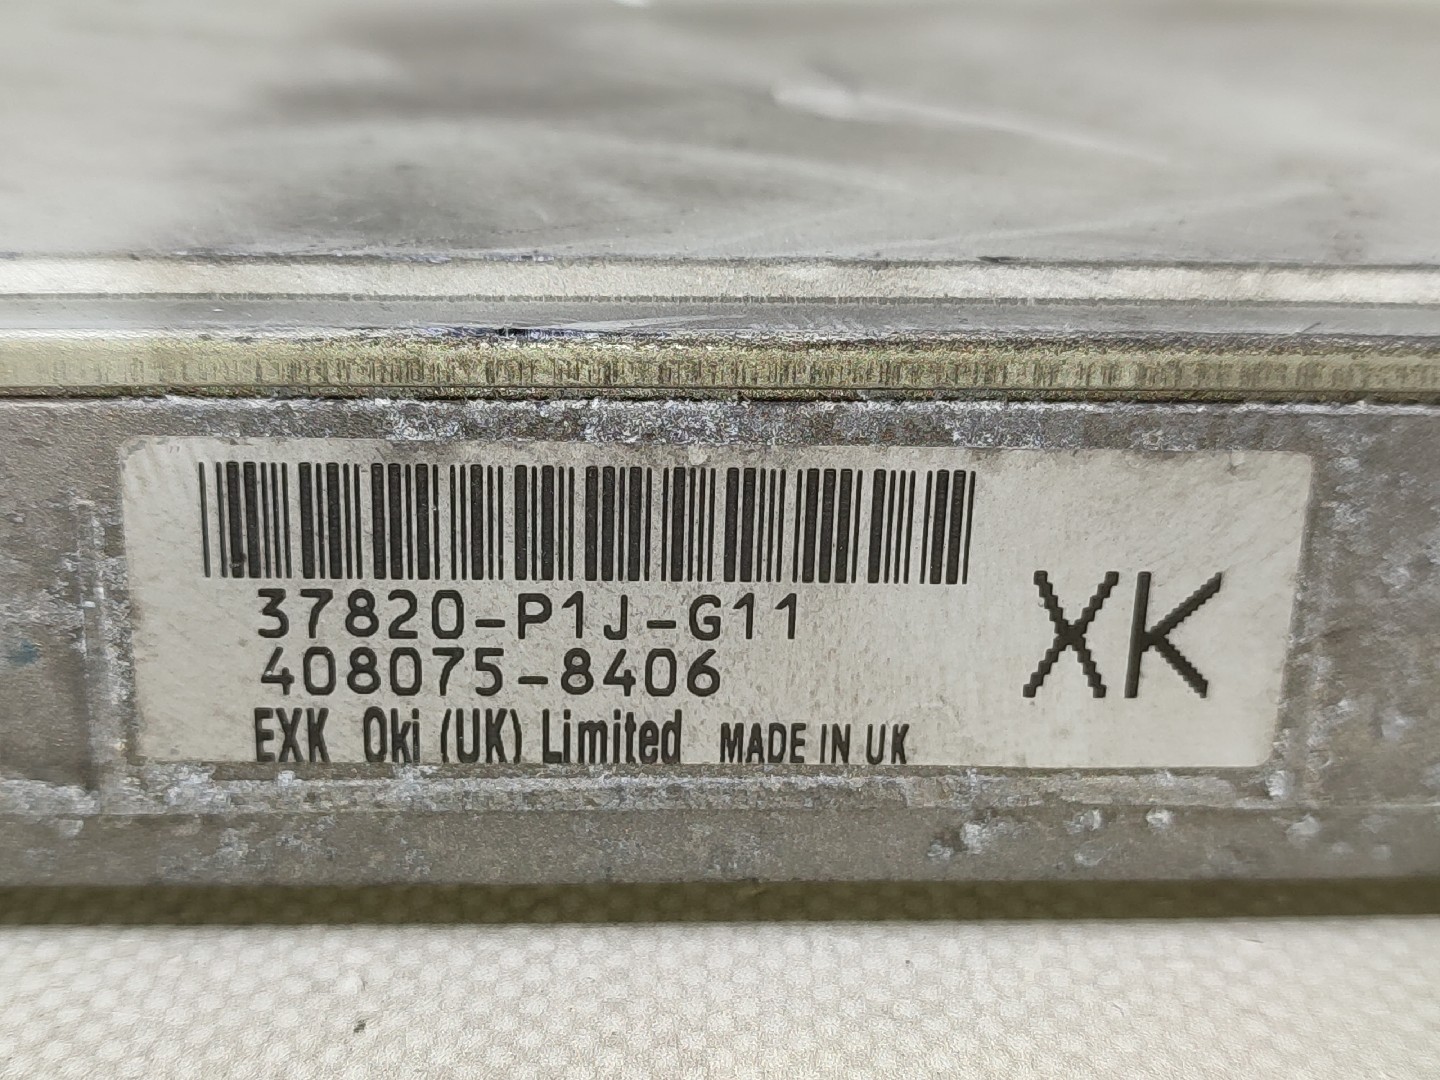 37820-P1J-G11
408075-8406
XK
EXK Oki (UK) Limited MADE IN UK